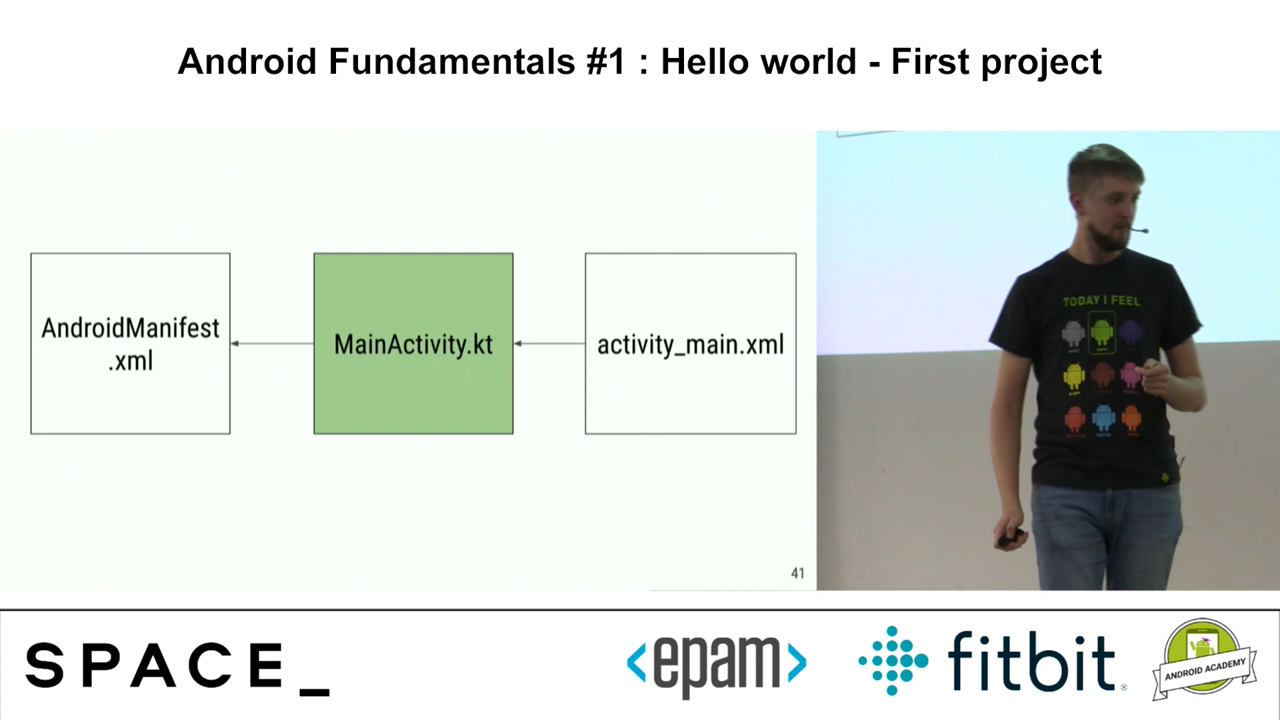 Android Fundamentals #1 : Hello world - First project
AndroidManifest
.xml
MainActivity.kt
activity_main.xml
41
TODAY I FEEL
SPACE_
<epam>
fitbit®
ANDROID ACADEMY